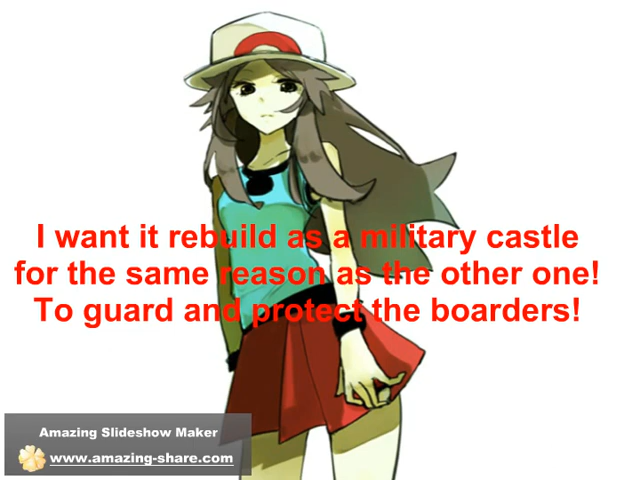 I want it rebuild as a military castle
for the same reason as the other one!
To guard and protect the boarders!
Amazing Slideshow Maker
www.amazing-share.com